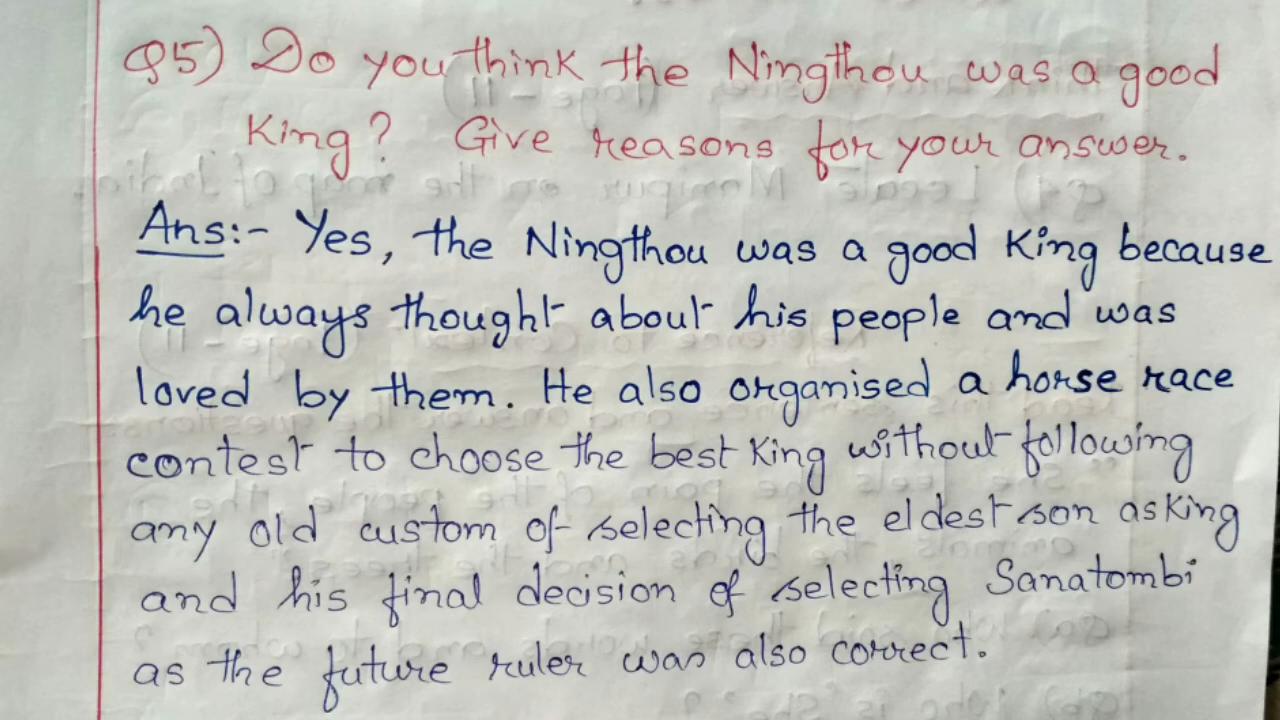 Q5) Do you think the Ningthou was a good
King? Give reasons for your answer.
Ans:- Yes, the Ningthou was a good King because
he always thought about his people and was
loved by them. He also organised a horse race
contest to choose the best King without following
any old custom of selecting the eldest son as King
and his final decision of selecting Sanatombi
as the future ruler was also correct.